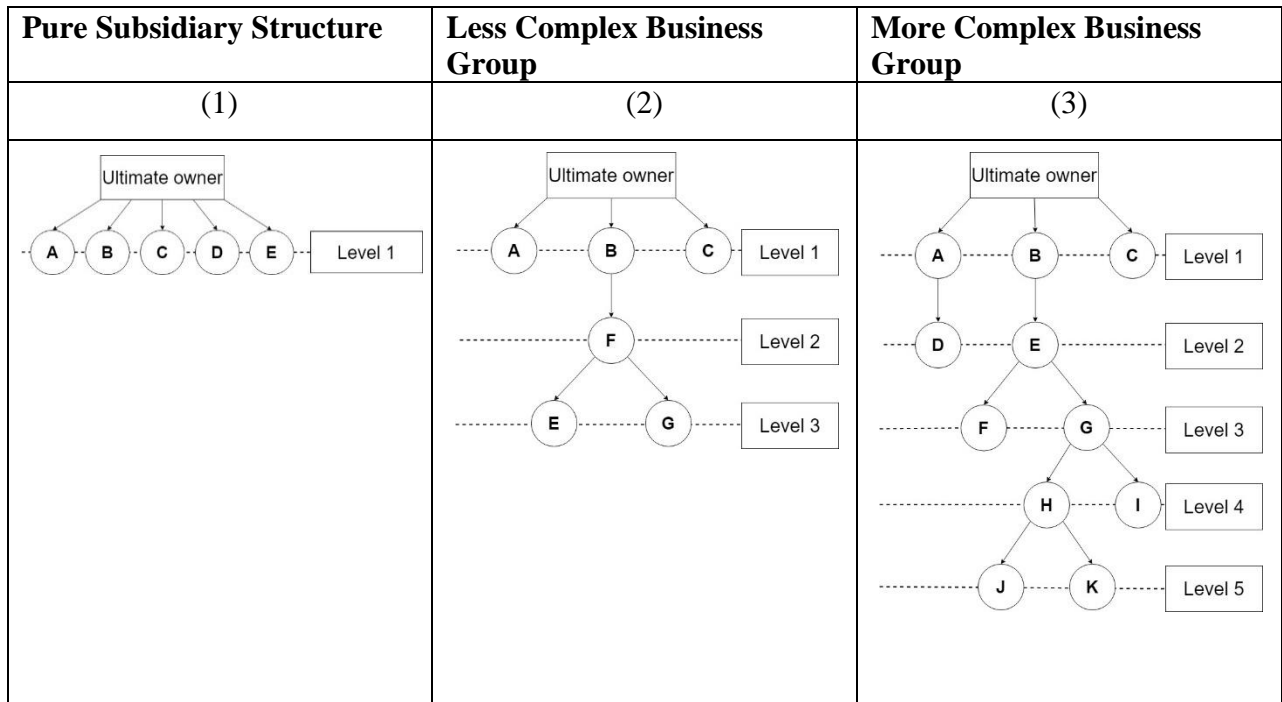 Pure Subsidiary Structure
Less Complex Business
Group
More Complex Business
Group
(1)
(2)
(3)
Ultimate owner
A B C D E Level 1
Ultimate owner
A B C Level 1
F Level 2
E G Level 3
Ultimate owner
A B C Level 1
D E Level 2
F G Level 3
H I Level 4
J K Level 5